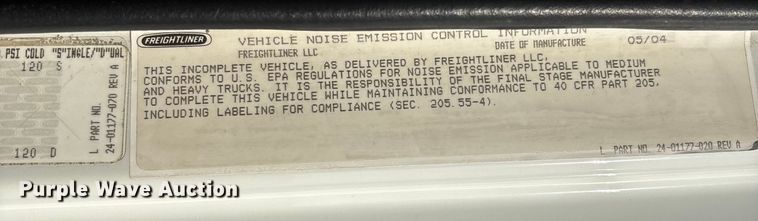 PSI COLD "S"INGLE/"D"UAL
120 S
120 D
L PART NO.
24-01177-020 REV A
FREIGHTLINER
VEHICLE NOISE EMISSION CONTROL INFORMATION
FREIGHTLINER LLC
DATE OF MANUFACTURE 05/04
THIS INCOMPLETE VEHICLE, AS DELIVERED BY FREIGHTLINER LLC,
CONFORMS TO U.S. EPA REGULATIONS FOR NOISE EMISSION APPLICABLE TO MEDIUM
AND HEAVY TRUCKS. IT IS THE RESPONSIBILITY OF THE FINAL STAGE MANUFACTURER
TO COMPLETE THIS VEHICLE WHILE MAINTAINING CONFORMANCE TO 40 CFR PART 205,
INCLUDING LABELING FOR COMPLIANCE (SEC. 205.55-4).
L PART NO. 24-01177-020 REV A
Purple Wave Auction